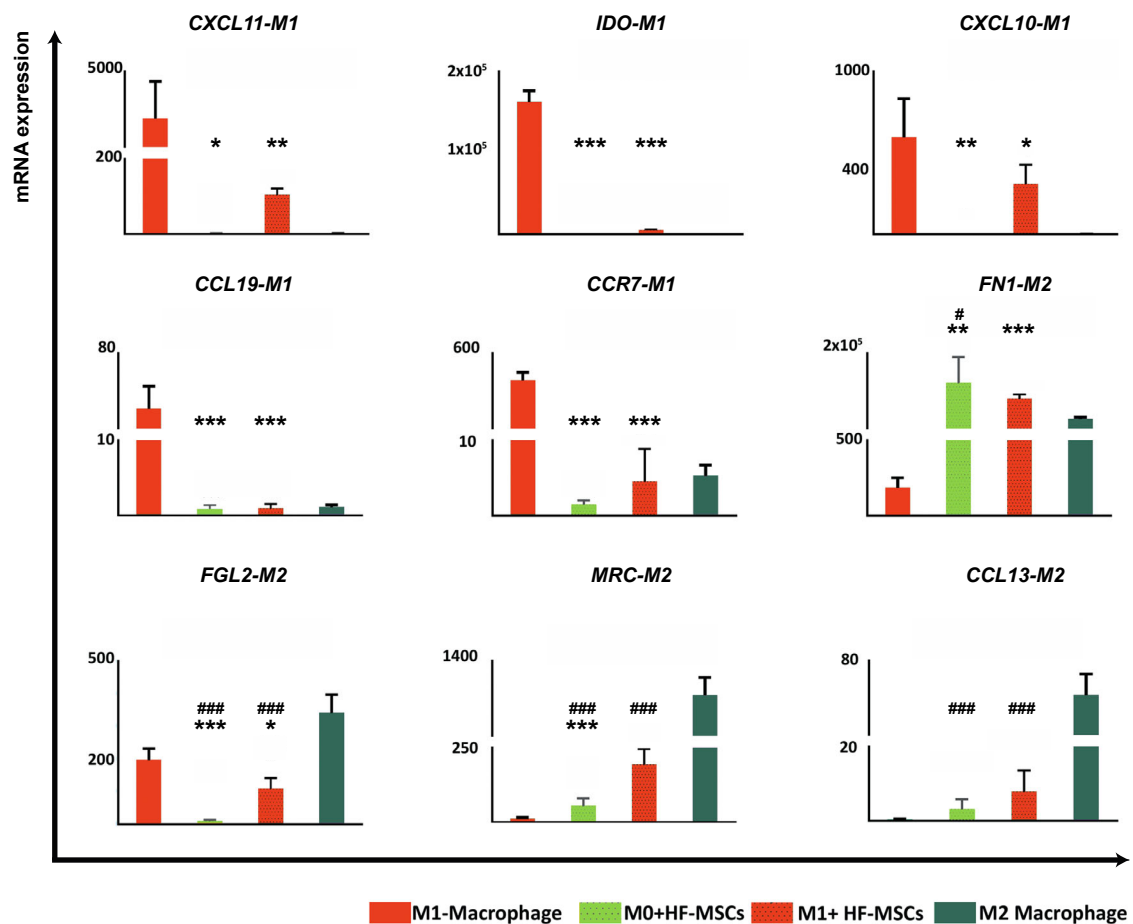 CXCL11-M1 IDO-M1 CXCL10-M1
mRNA expression
5000 2x10⁵ 1000
* ** *** *** ** *
200 1x10⁵ 400
CCL19-M1 CCR7-M1 FN1-M2
#
** ***
80 600 2x10⁵
*** *** *** ***
10 10 500
FGL2-M2 MRC-M2 CCL13-M2
500 1400 80
### ### ### ### ### ###
*** * ***
200 250 20
M1-Macrophage M0+HF-MSCs M1+ HF-MSCs M2 Macrophage